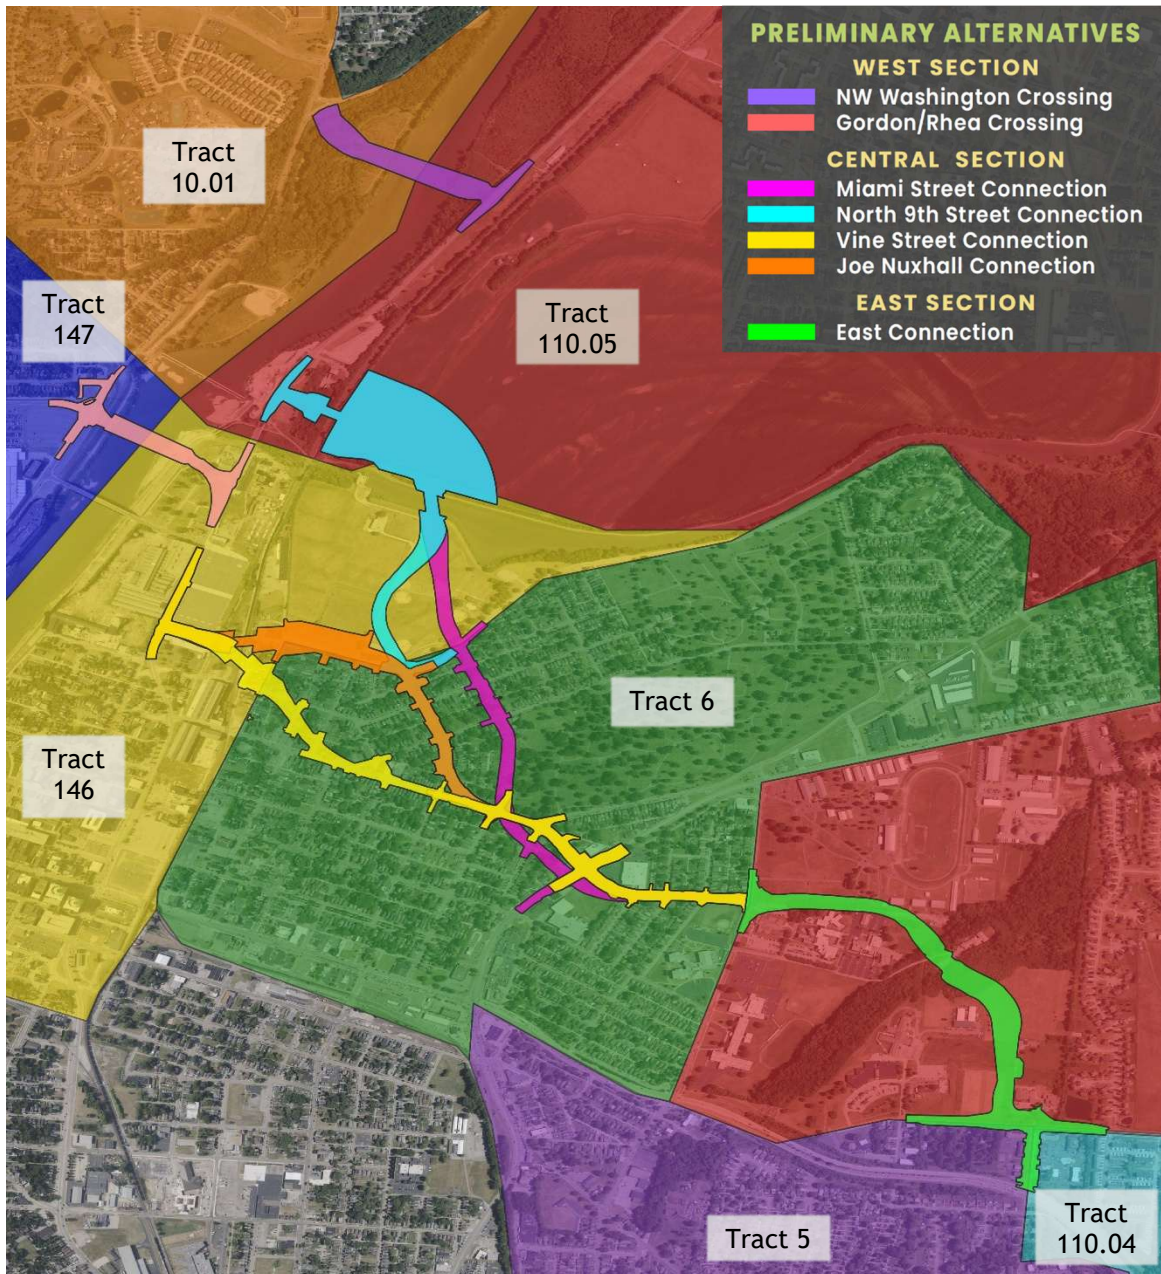 PRELIMINARY ALTERNATIVES
WEST SECTION
NW Washington Crossing
Gordon/Rhea Crossing
CENTRAL SECTION
Miami Street Connection
North 9th Street Connection
Vine Street Connection
Joe Nuxhall Connection
EAST SECTION
East Connection
Tract
10.01
Tract
147
Tract
110.05
Tract 6
Tract
146
Tract 5
Tract
110.04